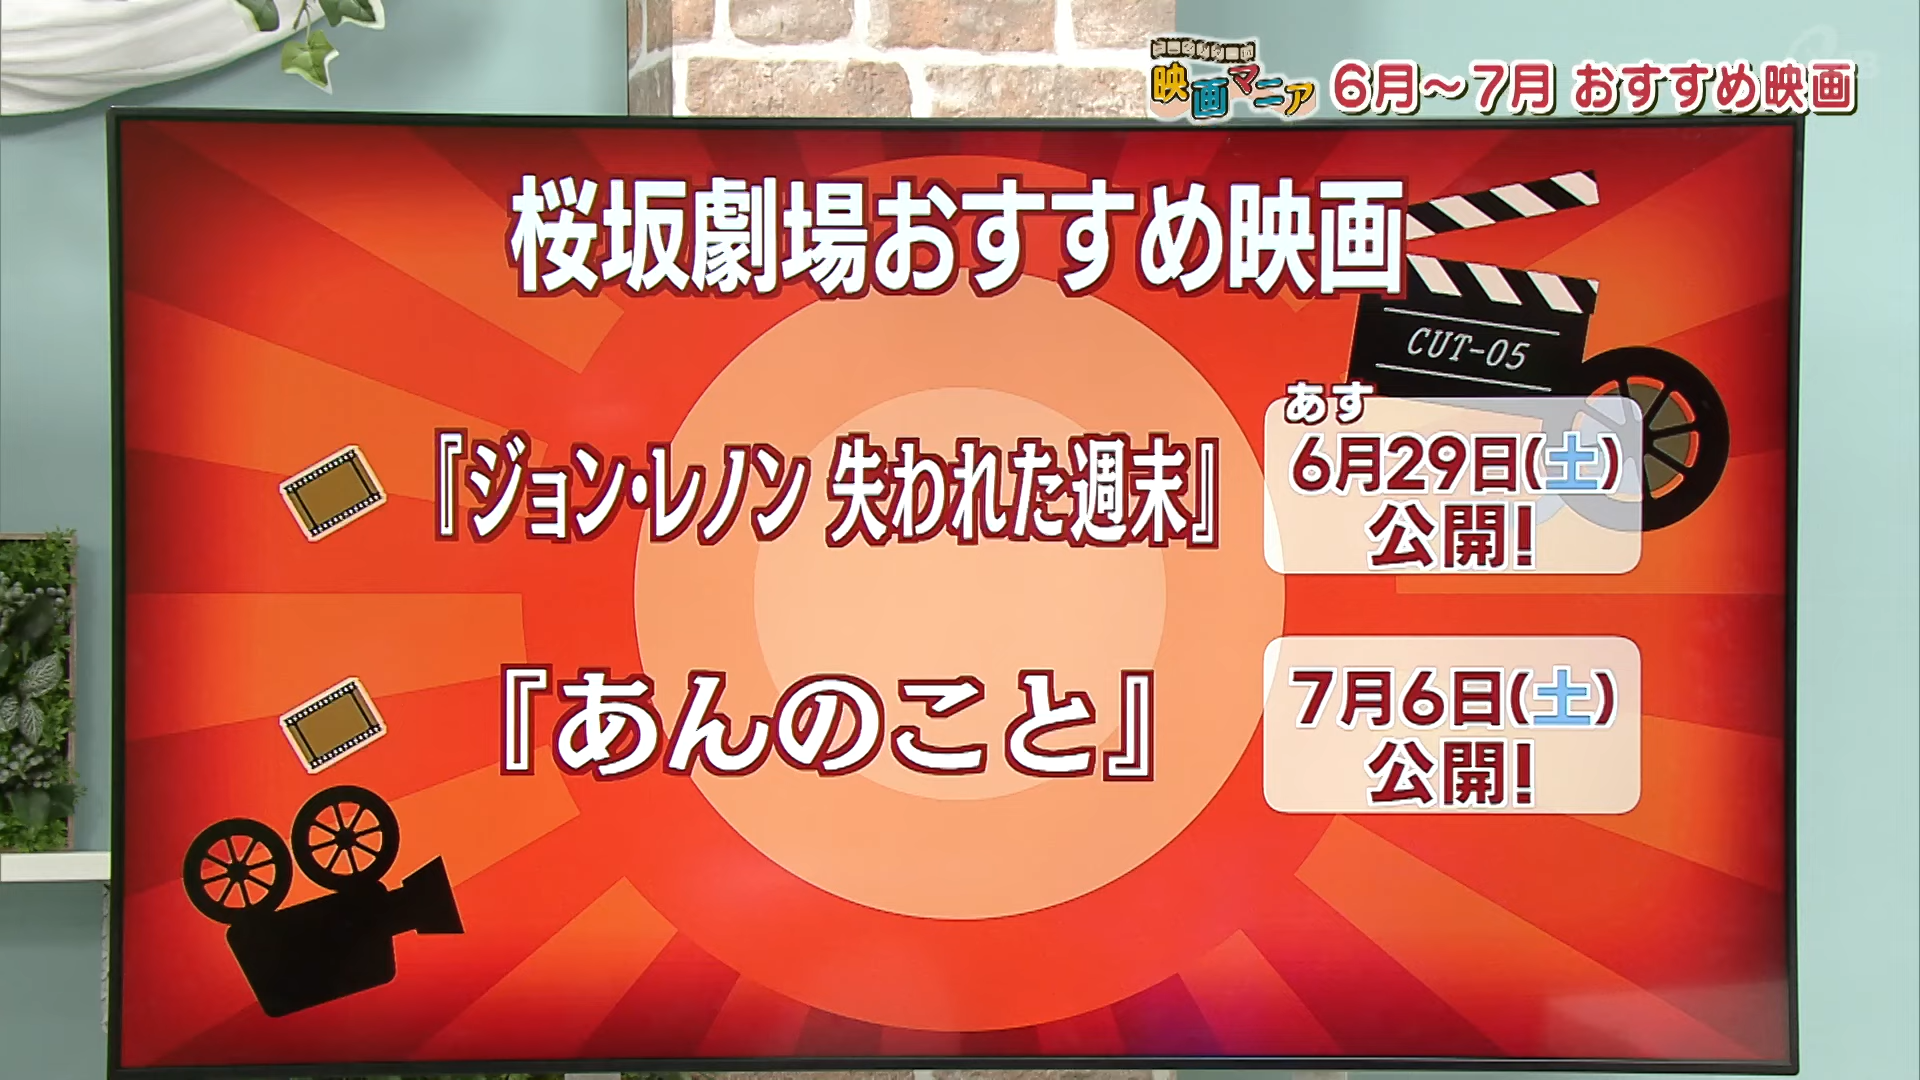 映画マニア
6月～7月 おすすめ映画
桜坂劇場おすすめ映画
CUT-05
『ジョン・レノン 失われた週末』
あす
6月29日(土)
公開!
『あんのこと』
7月6日(土)
公開!